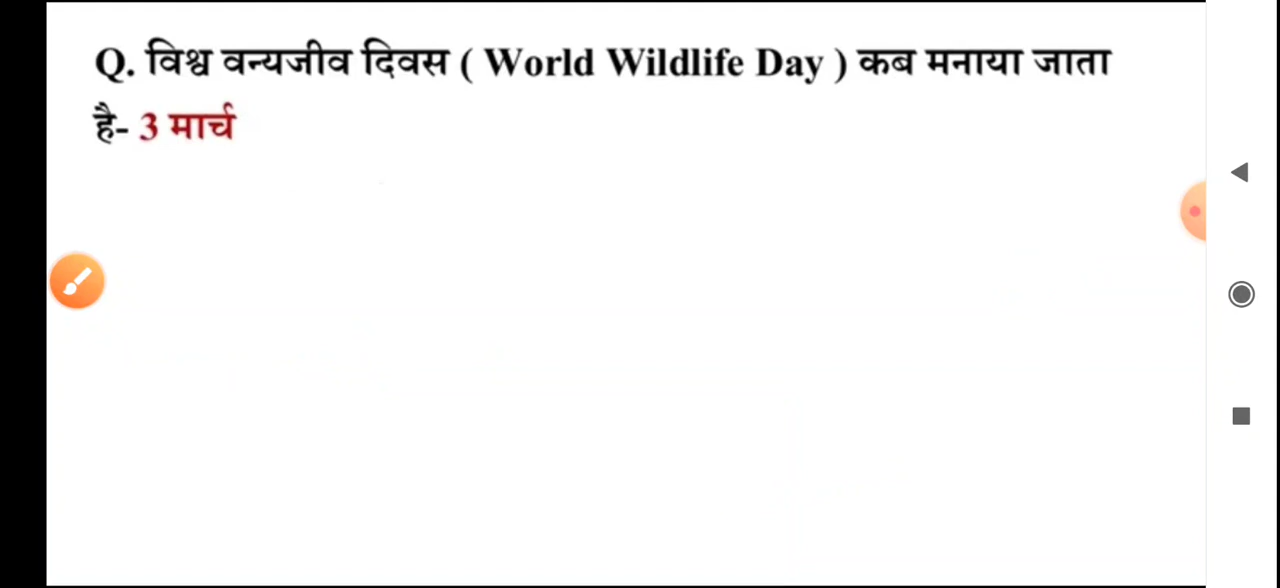 Q. विश्व वन्यजीव दिवस ( World Wildlife Day ) कब मनाया जाता
है- 3 मार्च